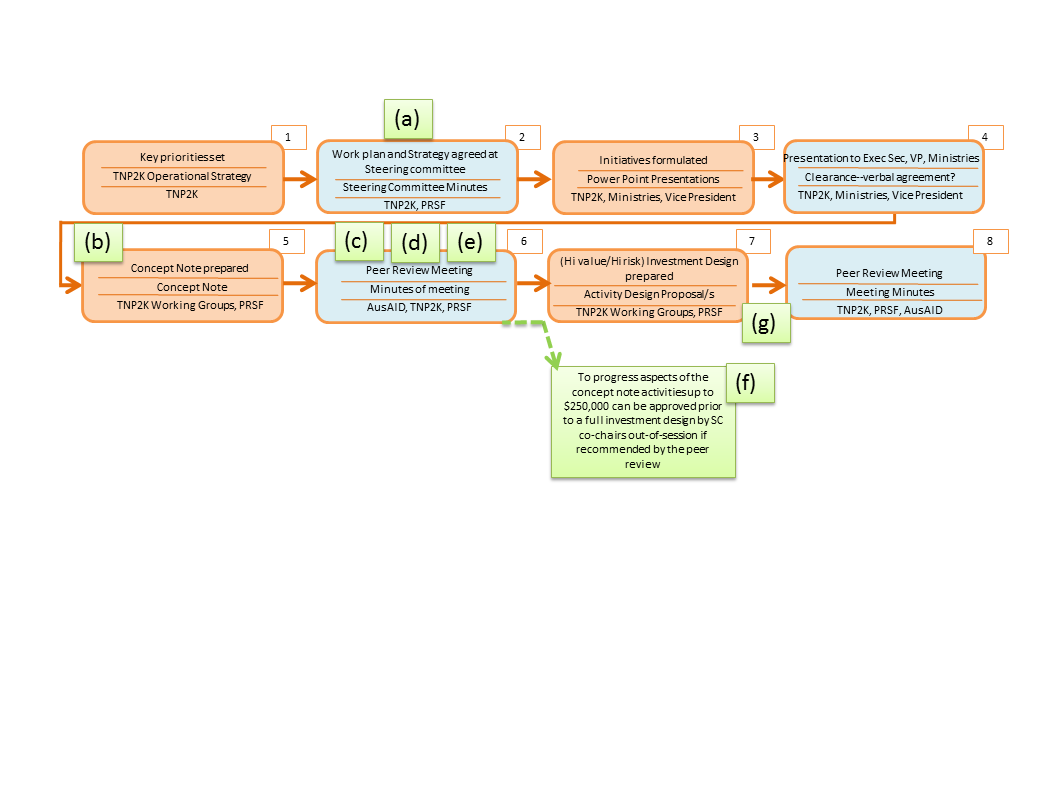 (a)
1
2
3
4
Key priorities set
TNP2K Operational Strategy
TNP2K
Work plan and Strategy agreed at
Steering committee
Steering Committee Minutes
TNP2K, PRSF
Initiatives formulated
Power Point Presentations
TNP2K, Ministries, Vice President
Presentation to Exec Sec, VP, Ministries
Clearance--verbal agreement?
TNP2K, Ministries, Vice President
(b)
5
(c)
(d)
(e)
6
7
8
Concept Note prepared
Concept Note
TNP2K Working Groups, PRSF
Peer Review Meeting
Minutes of meeting
AusAID, TNP2K, PRSF
(Hi value/Hi risk) Investment Design
prepared
Activity Design Proposal/s
TNP2K Working Groups, PRSF
Peer Review Meeting
Meeting Minutes
TNP2K, PRSF, AusAID
(g)
(f)
To progress aspects of the
concept note activities up to
$250,000 can be approved prior
to a full investment design by SC
co-chairs out-of-session if
recommended by the peer
review